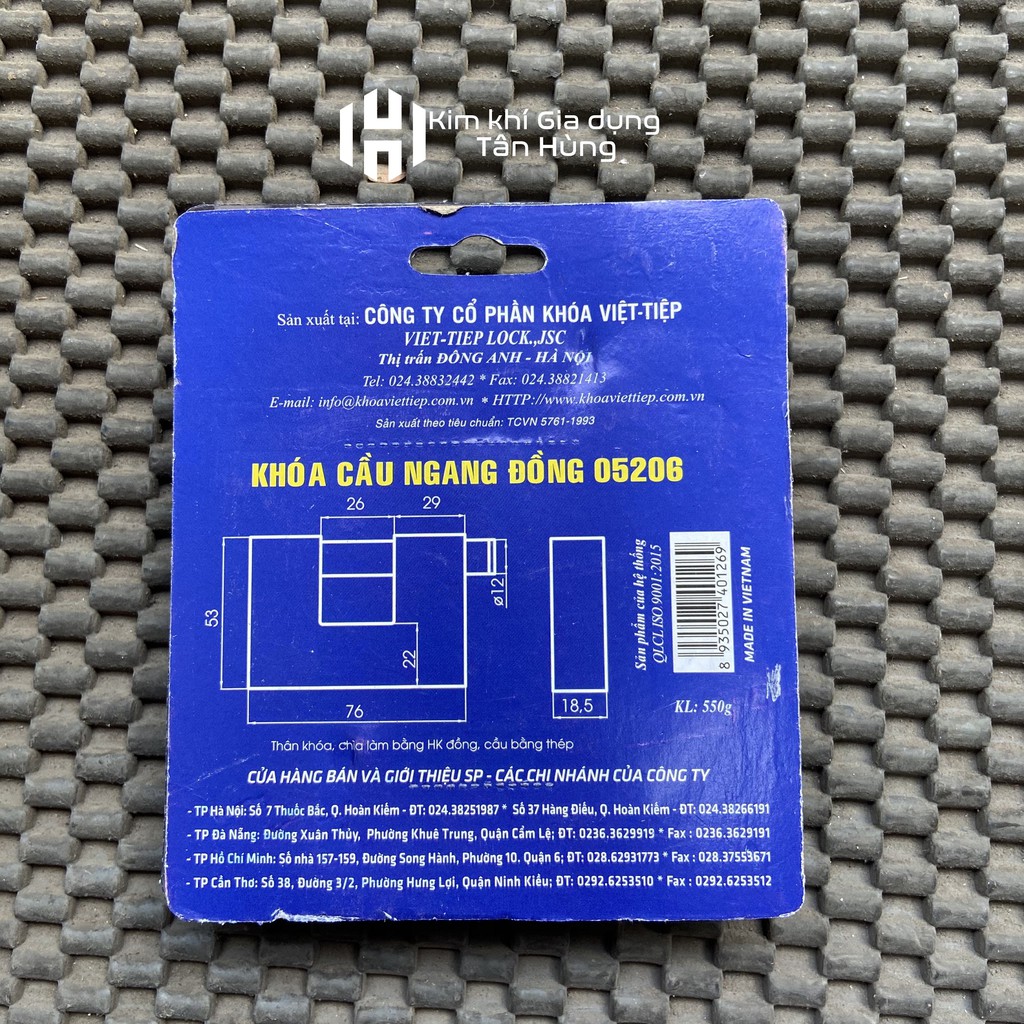 Kim khí Gia dụng
Tân Hùng
Sản xuất tại: CÔNG TY CỔ PHẦN KHÓA VIỆT-TIỆP
VIET-TIEP LOCK.,JSC
Thị trấn ĐÔNG ANH - HÀ NỘI
Tel: 024.38832442 * Fax: 024.38821413
E-mail: info@khoaviettiep.com.vn * HTTP://www.khoaviettiep.com.vn
Sản xuất theo tiêu chuẩn: TCVN 5761-1993
KHÓA CẦU NGANG ĐỒNG 05206
26
29
53
22
ø12
76
18,5
Sản phẩm của hệ thống
QLCL ISO 9001:2015
8 935027 401269
MADE IN VIETNAM
KL: 550g
Thân khóa, chìa làm bằng HK đồng, cầu bằng thép
CỬA HÀNG BÁN VÀ GIỚI THIỆU SP - CÁC CHI NHÁNH CỦA CÔNG TY
- TP Hà Nội: Số 7 Thuốc Bắc, Q. Hoàn Kiếm - ĐT: 024.38251987 * Số 37 Hàng Điếu, Q. Hoàn Kiếm - ĐT: 024.38266191
- TP Đà Nẵng: Đường Xuân Thủy, Phường Khuê Trung, Quận Cẩm Lệ; ĐT: 0236.3629919 * Fax : 0236.3629191
- TP Hồ Chí Minh: Số nhà 157-159, Đường Song Hành, Phường 10. Quận 6; ĐT: 028.62931773 * Fax : 028.37553671
- TP Cần Thơ: Số 38, Đường 3/2, Phường Hưng Lợi, Quận Ninh Kiều; ĐT: 0292.6253510 * Fax : 0292.6253512